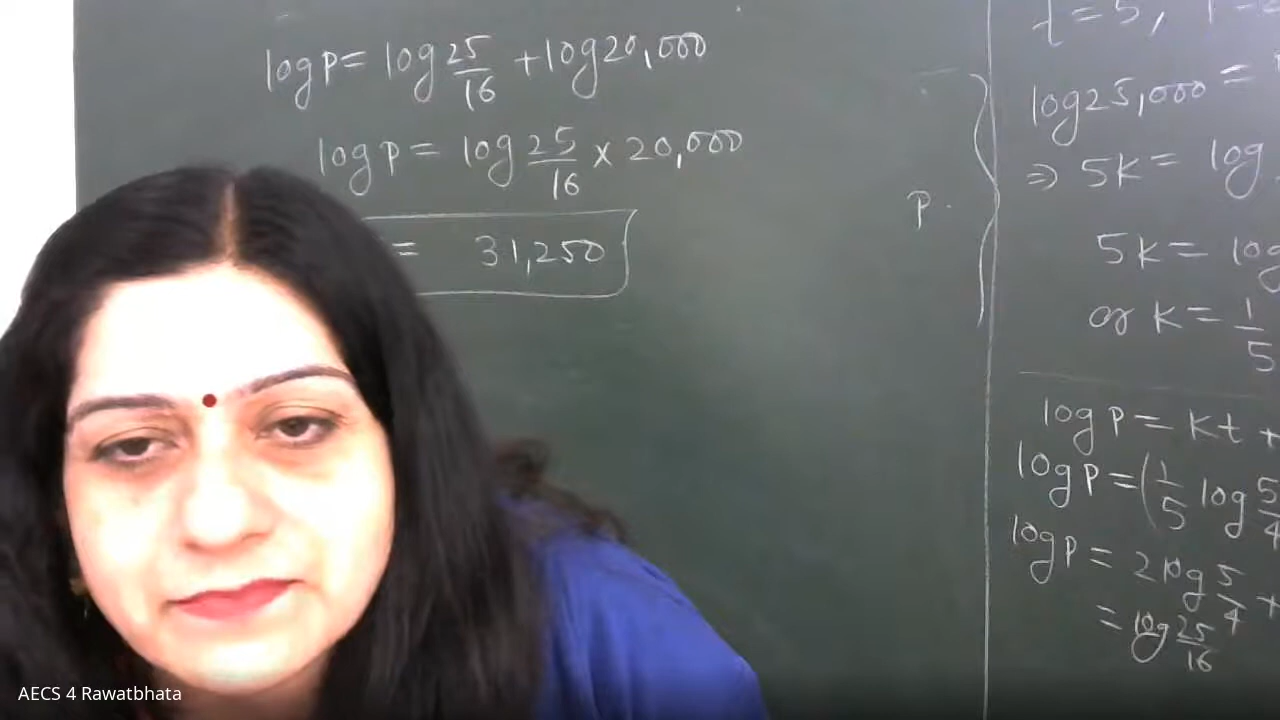 log P = log 25/16 + log 20,000
log P = log 25/16 × 20,000
= 31,250
P.
t = 5,
log 25,000 =
⇒ 5k = log
5k = log
or k = 1/5
log P = kt +
log P = (1/5 log 5/4
log P = 2 log 5/4 +
= log 25/16
AECS 4 Rawatbhata